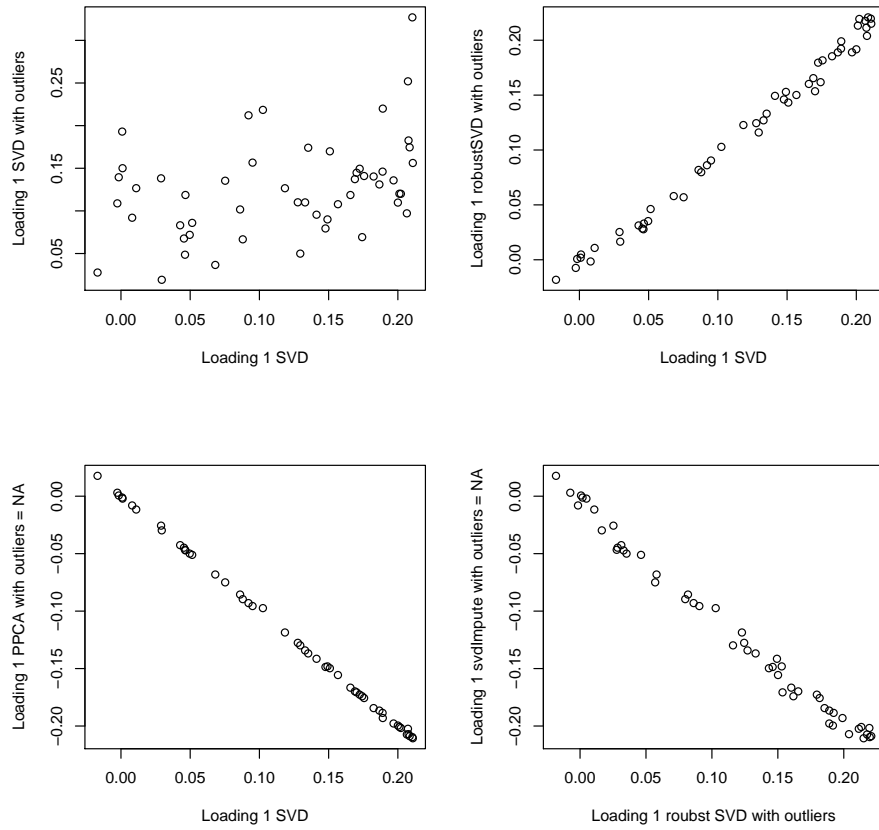 Loading 1 SVD with outliers
0.05 0.15 0.25
0.00 0.05 0.10 0.15 0.20
Loading 1 SVD
Loading 1 robustSVD with outliers
0.00 0.05 0.10 0.15 0.20
0.00 0.05 0.10 0.15 0.20
Loading 1 SVD
Loading 1 PPCA with outliers = NA
−0.20 −0.15 −0.10 −0.05 0.00
0.00 0.05 0.10 0.15 0.20
Loading 1 SVD
Loading 1 svdImpute with outliers = NA
−0.20 −0.15 −0.10 −0.05 0.00
0.00 0.05 0.10 0.15 0.20
Loading 1 roubst SVD with outliers